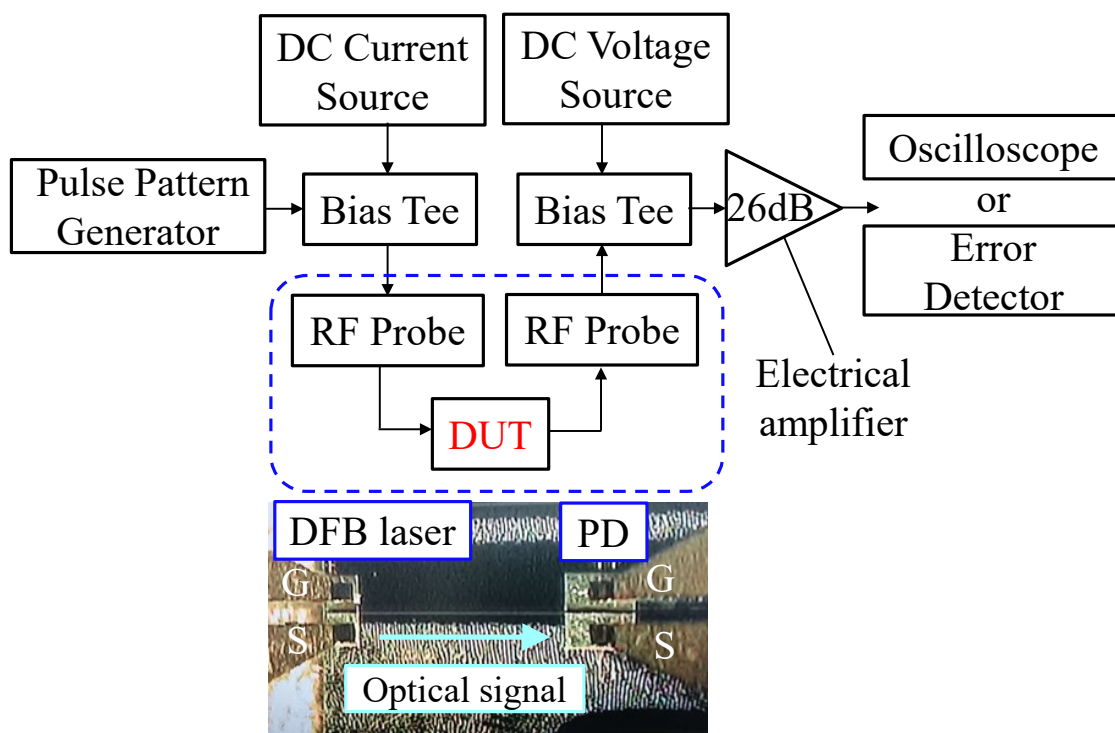 DC Current
Source
DC Voltage
Source
Pulse Pattern
Generator
Bias Tee
Bias Tee
26dB
Oscilloscope
or
Error
Detector
RF Probe
RF Probe
Electrical
amplifier
DUT
DFB laser
PD
G
G
S
S
Optical signal